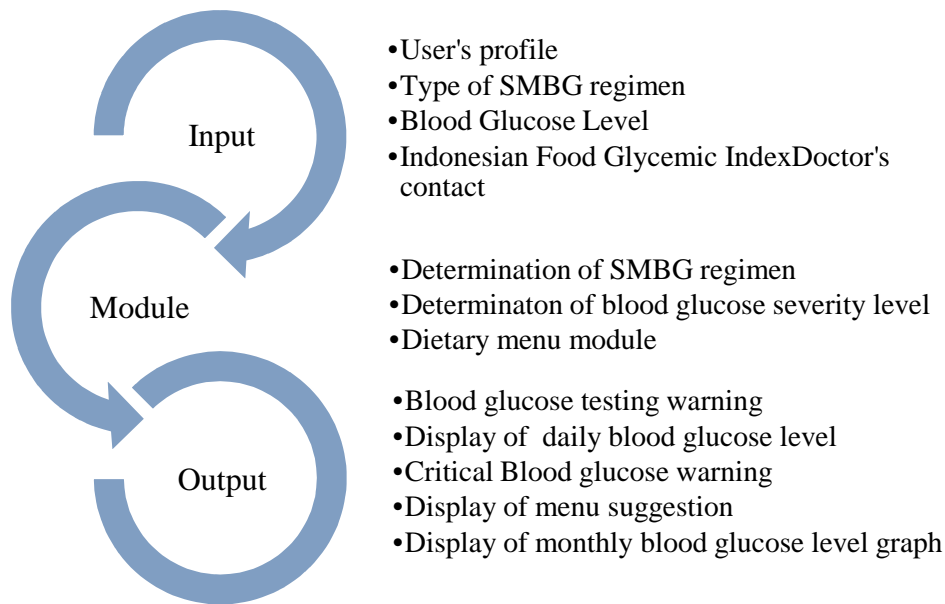 Input
•User's profile
•Type of SMBG regimen
•Blood Glucose Level
•Indonesian Food Glycemic IndexDoctor's
contact
Module
•Determination of SMBG regimen
•Determinaton of blood glucose severity level
•Dietary menu module
Output
•Blood glucose testing warning
•Display of daily blood glucose level
•Critical Blood glucose warning
•Display of menu suggestion
•Display of monthly blood glucose level graph